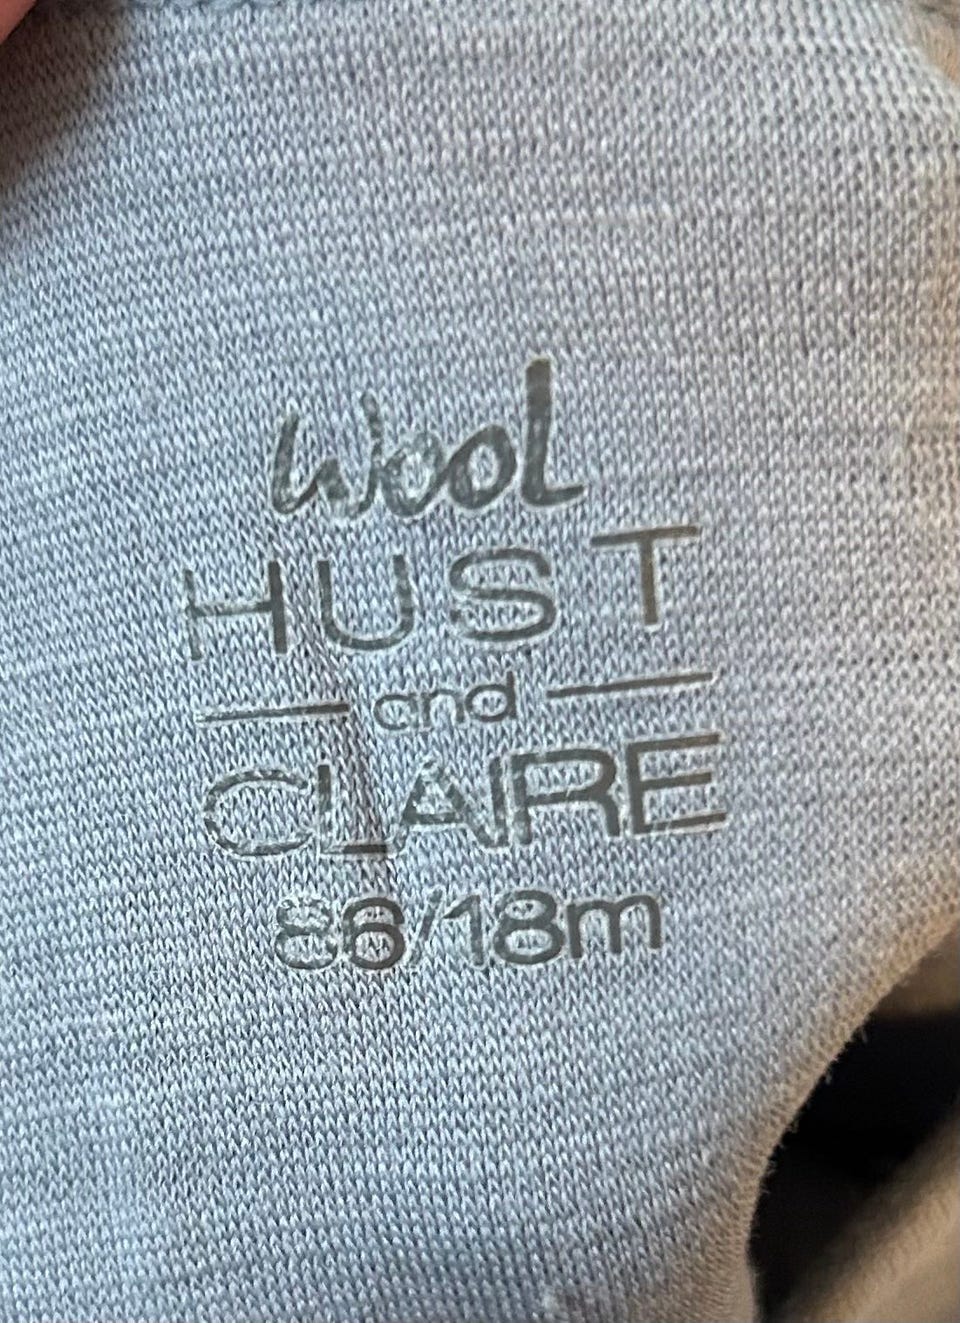 Wool
HUST
and
CLAIRE
86/18m